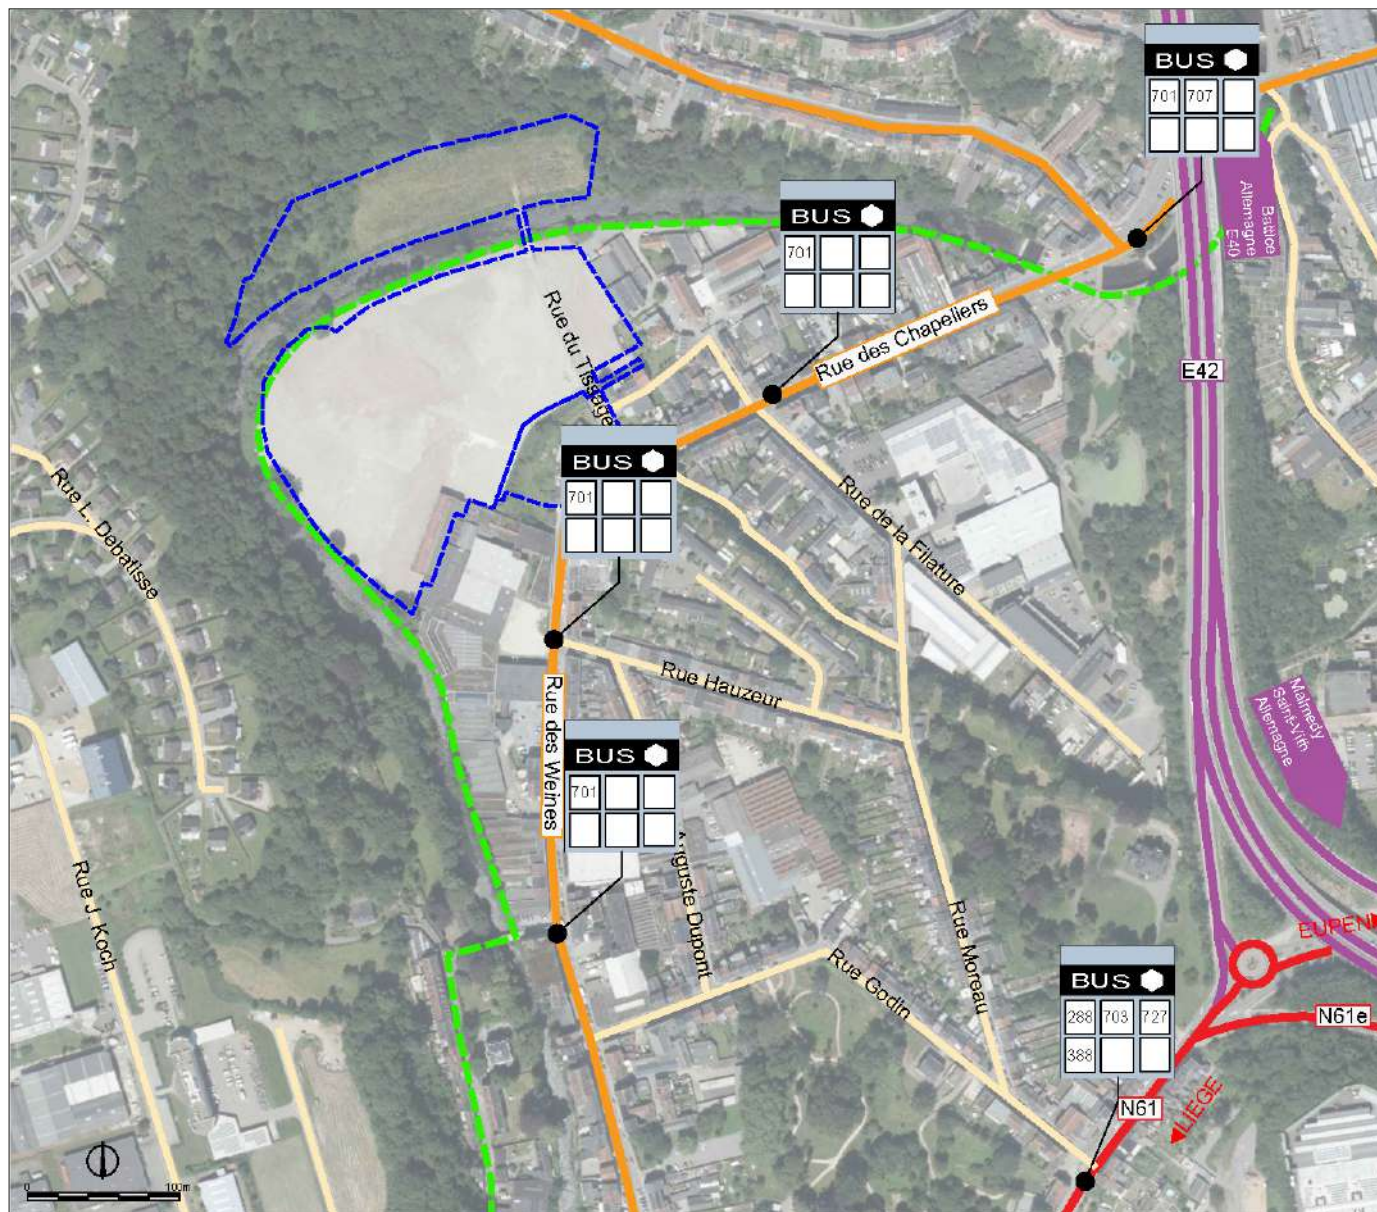 BUS
701 707
Battice
Allemagne
E40
BUS
701
Rue du Tissage
Rue des Chapeliers
E42
BUS
701
Rue L. Debatisse
Rue de la Filature
Rue Hauzeur
Malmedy
Saint-Vith
Allemagne
Rue des Weines
BUS
701
Auguste Dupont
Rue J. Koch
Rue Moreau
Rue Godin
EUPEN
BUS
288 703 727
388
N61e
N61
LIEGE
0 100m